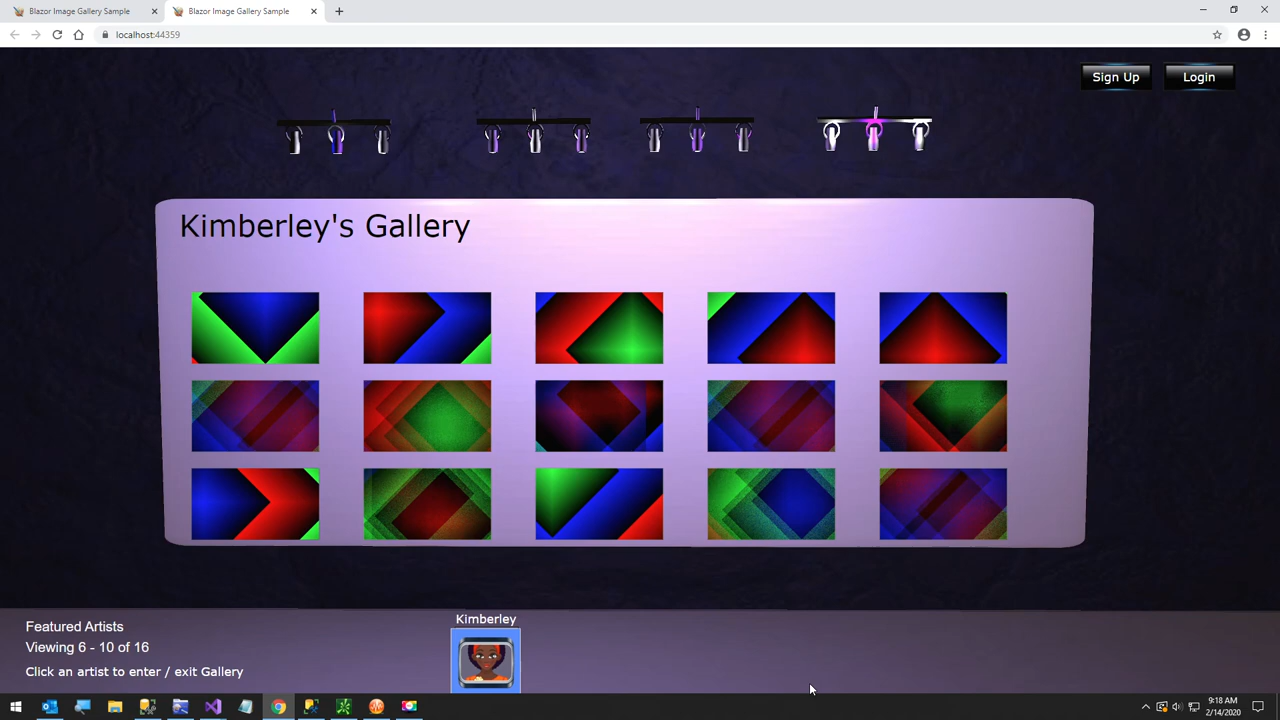 Blazor Image Gallery Sample
Blazor Image Gallery Sample
localhost:44359
Sign Up
Login
Kimberley's Gallery
Kimberley
Featured Artists
Viewing 6 - 10 of 16
Click an artist to enter / exit Gallery
9:18 AM
2/14/2020